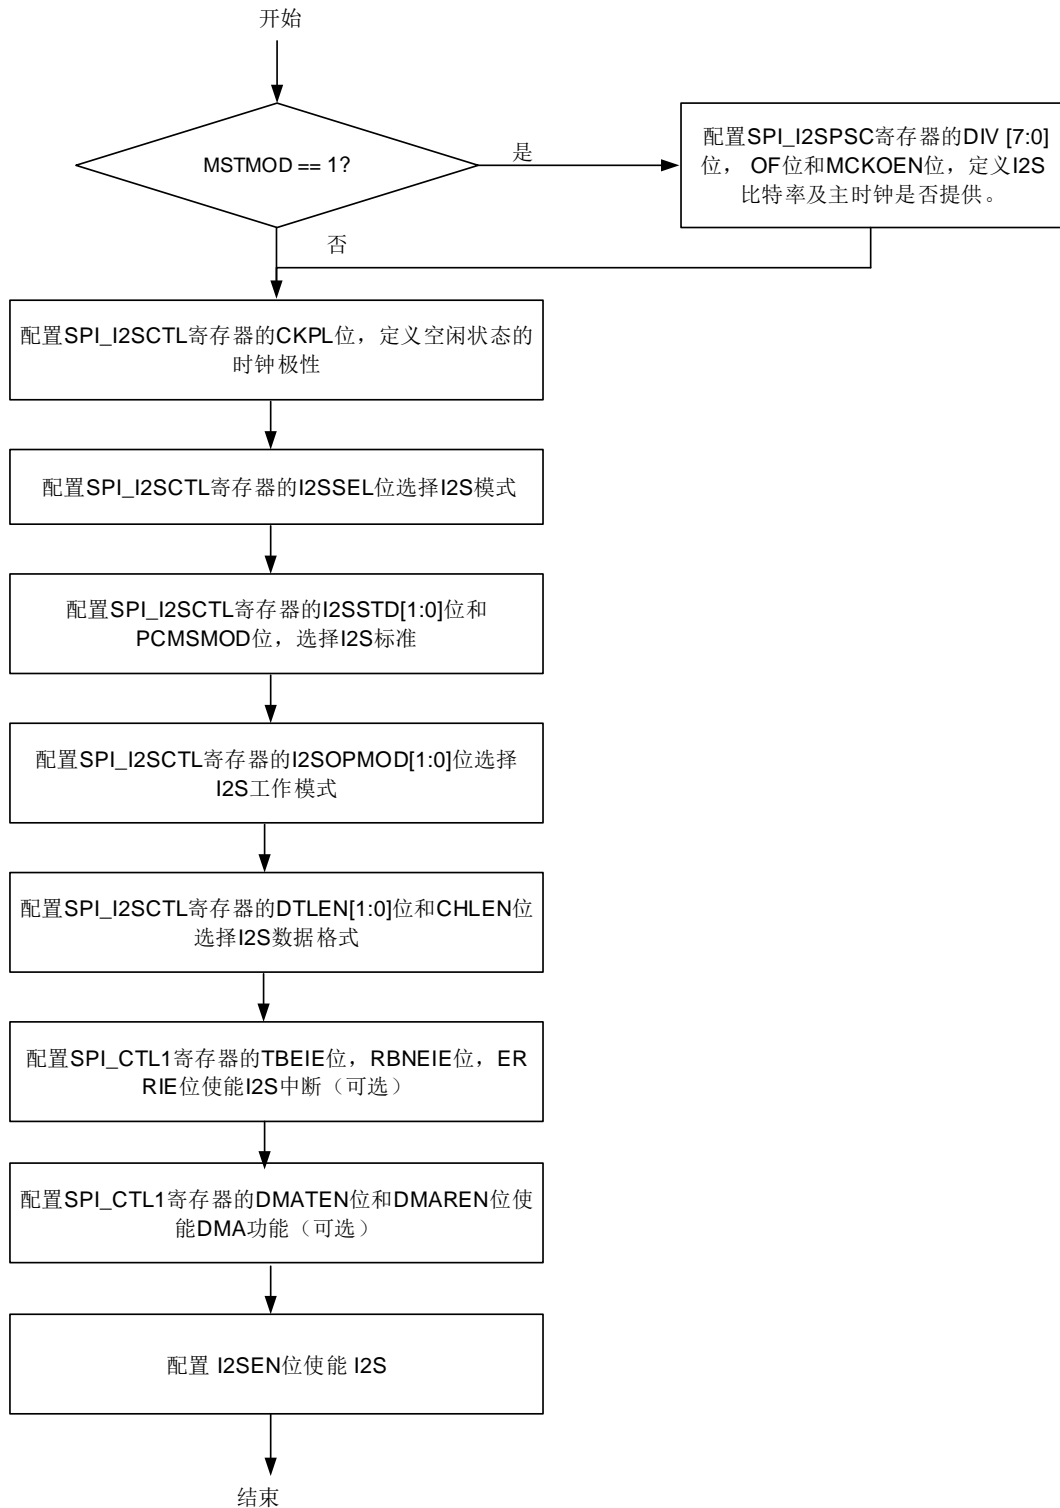 开始
MSTMOD == 1?
是
配置SPI_I2SPSC寄存器的DIV [7:0]
位， OF位和MCKOEN位，定义I2S
比特率及主时钟是否提供。
否
配置SPI_I2SCTL寄存器的CKPL位，定义空闲状态的
时钟极性
配置SPI_I2SCTL寄存器的I2SSEL位选择I2S模式
配置SPI_I2SCTL寄存器的I2SSTD[1:0]位和
PCMSMOD位，选择I2S标准
配置SPI_I2SCTL寄存器的I2SOPMOD[1:0]位选择
I2S工作模式
配置SPI_I2SCTL寄存器的DTLEN[1:0]位和CHLEN位
选择I2S数据格式
配置SPI_CTL1寄存器的TBEIE位，RBNEIE位，ER
RIE位使能I2S中断（可选）
配置SPI_CTL1寄存器的DMATEN位和DMAREN位使
能DMA功能（可选）
配置 I2SEN位使能 I2S
结束